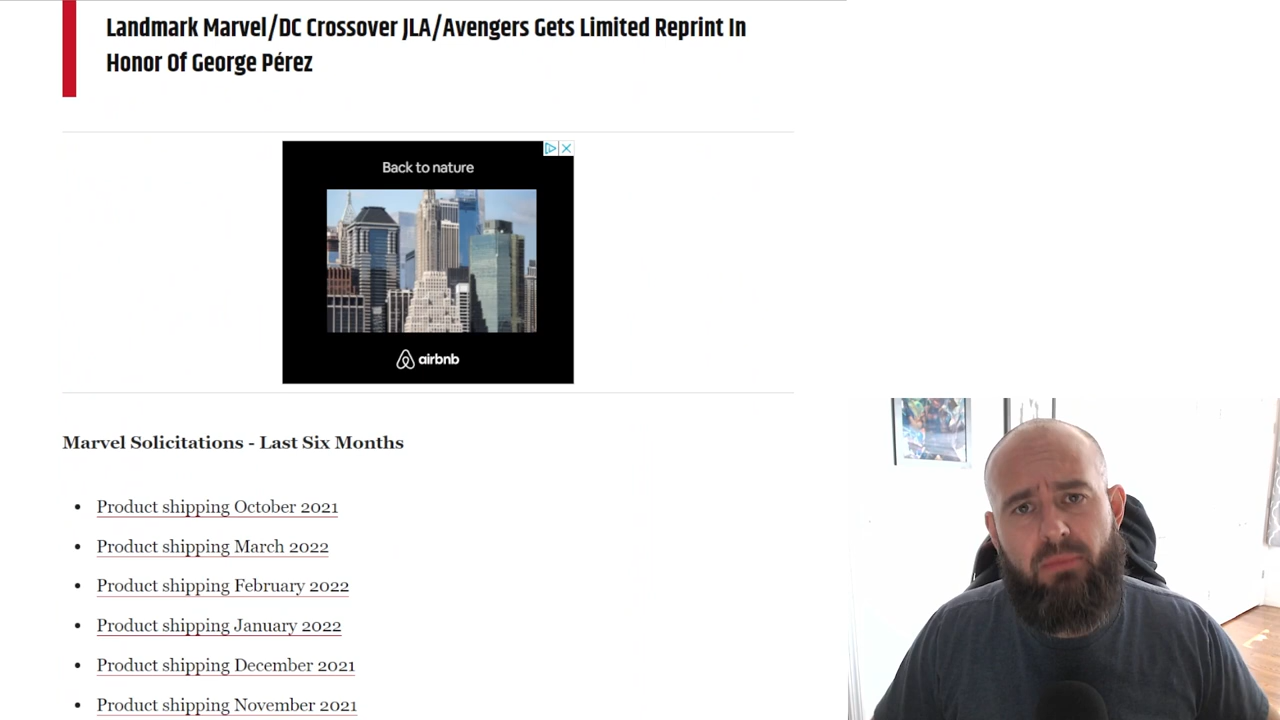 Landmark Marvel/DC Crossover JLA/Avengers Gets Limited Reprint In
Honor Of George Pérez
Back to nature
airbnb
Marvel Solicitations - Last Six Months
• Product shipping October 2021
• Product shipping March 2022
• Product shipping February 2022
• Product shipping January 2022
• Product shipping December 2021
• Product shipping November 2021